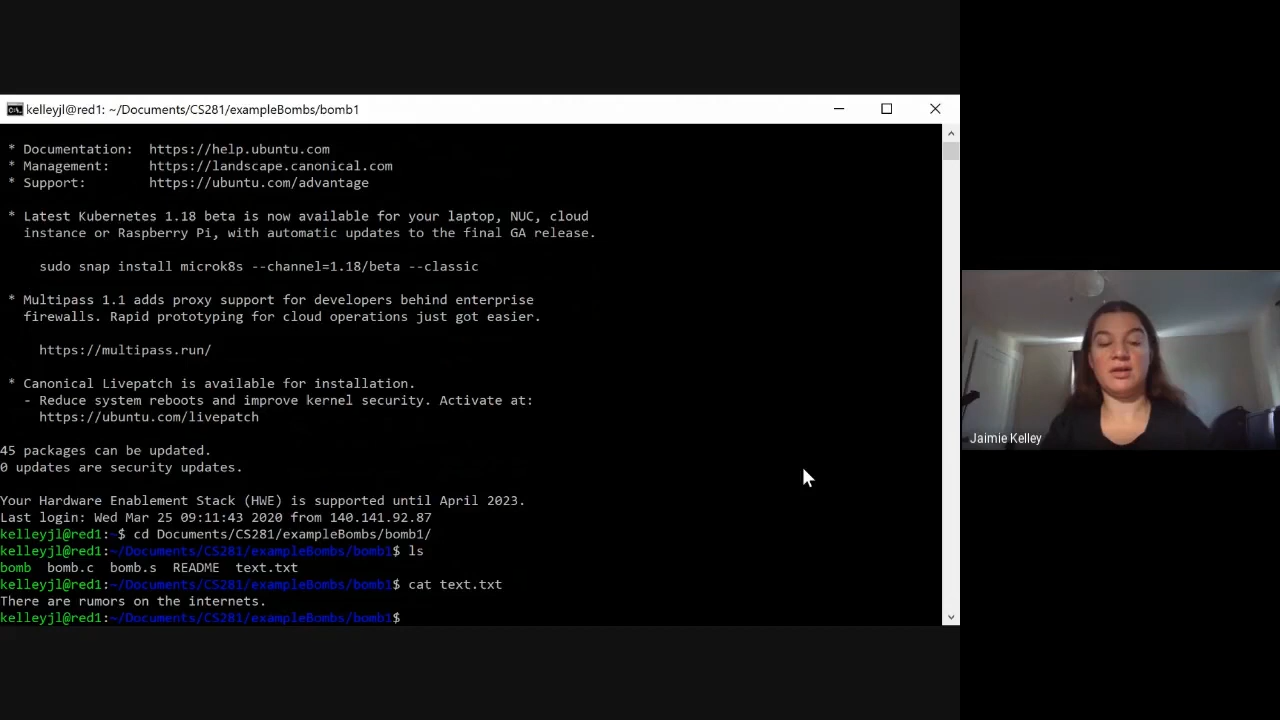 kelleyjl@red1: ~/Documents/CS281/exampleBombs/bomb1
* Documentation:  https://help.ubuntu.com
* Management:     https://landscape.canonical.com
* Support:        https://ubuntu.com/advantage
* Latest Kubernetes 1.18 beta is now available for your laptop, NUC, cloud
instance or Raspberry Pi, with automatic updates to the final GA release.
sudo snap install microk8s --channel=1.18/beta --classic
* Multipass 1.1 adds proxy support for developers behind enterprise
firewalls. Rapid prototyping for cloud operations just got easier.
https://multipass.run/
* Canonical Livepatch is available for installation.
- Reduce system reboots and improve kernel security. Activate at:
https://ubuntu.com/livepatch
45 packages can be updated.
0 updates are security updates.
Your Hardware Enablement Stack (HWE) is supported until April 2023.
Last login: Wed Mar 25 09:11:43 2020 from 140.141.92.87
kelleyjl@red1:~$ cd Documents/CS281/exampleBombs/bomb1/
kelleyjl@red1:~/Documents/CS281/exampleBombs/bomb1$ ls
bomb  bomb.c  bomb.s  README  text.txt
kelleyjl@red1:~/Documents/CS281/exampleBombs/bomb1$ cat text.txt
There are rumors on the internets.
kelleyjl@red1:~/Documents/CS281/exampleBombs/bomb1$
Jaimie Kelley